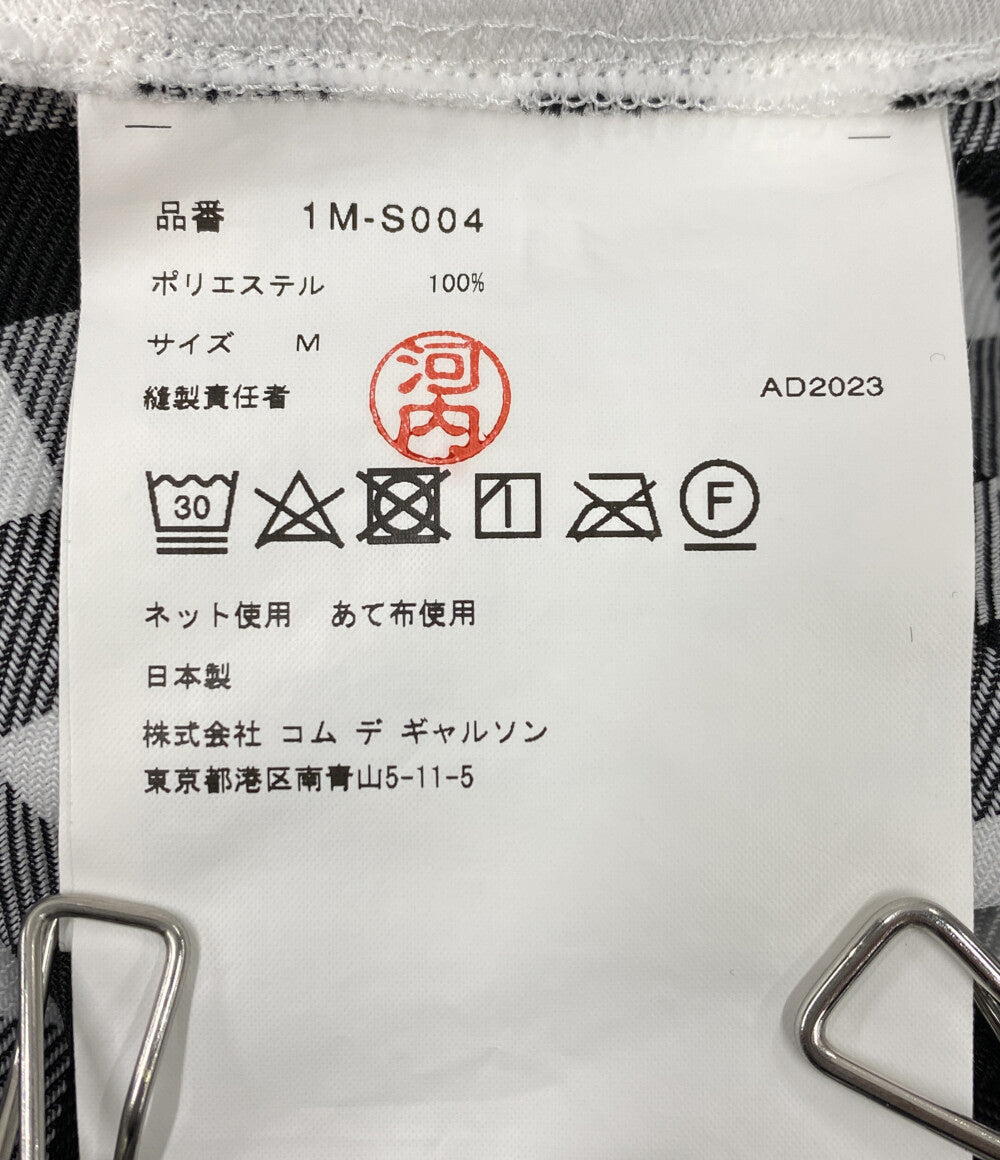 品番 1M-S004
ポリエステル 100%
サイズ M
縫製責任者 河内 AD2023
30 F
ネット使用 あて布使用
日本製
株式会社 コム デ ギャルソン
東京都港区南青山5-11-5